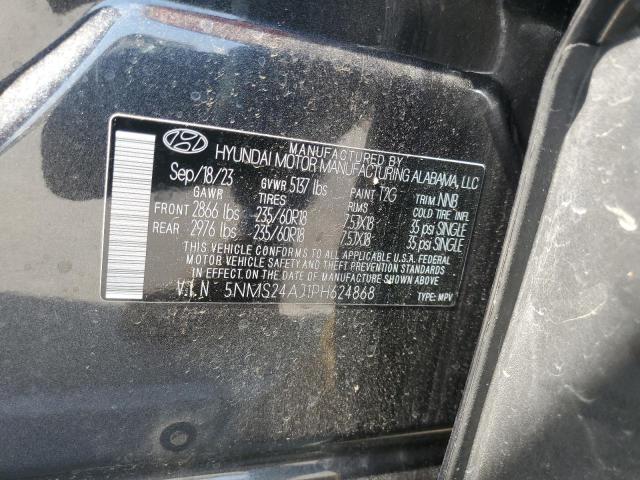 MANUFACTURED BY
HYUNDAI MOTOR MANUFACTURING ALABAMA, LLC
Sep/18/23 GVWR 5137 lbs PAINT T2G TRIM NNB
GAWR TIRES RIMS COLD TIRE INFL
FRONT 2866 lbs 235/60R18 7.5JX18 35 psi SINGLE
REAR 2976 lbs 235/60R18 7.5JX18 35 psi SINGLE
THIS VEHICLE CONFORMS TO ALL APPLICABLE U.S.A. FEDERAL
MOTOR VEHICLE SAFETY AND THEFT PREVENTION STANDARDS
IN EFFECT ON THE DATE OF MANUFACTURE SHOWN ABOVE.
V.I.N 5NMS24AJ1PH624868 TYPE: MPV